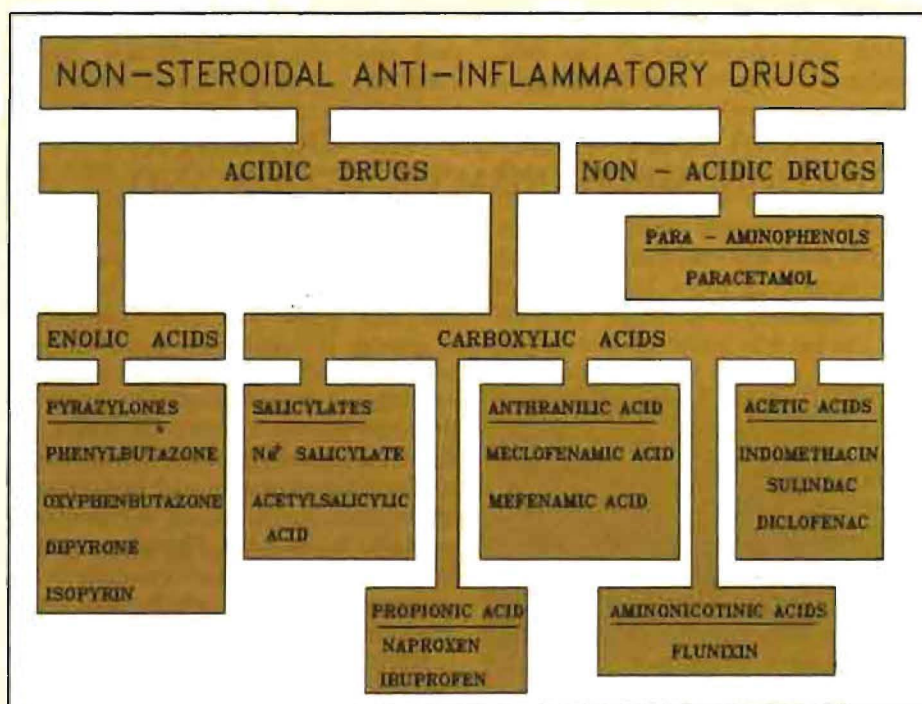 NON-STEROIDAL ANTI-INFLAMMATORY DRUGS
ACIDIC DRUGS
NON - ACIDIC DRUGS
PARA - AMINOPHENOLS
PARACETAMOL
ENOLIC ACIDS
CARBOXYLIC ACIDS
PYRAZYLONES
PHENYLBUTAZONE
OXYPHENBUTAZONE
DIPYRONE
ISOPYRIN
SALICYLATES
Na+ SALICYLATE
ACETYLSALICYLIC
ACID
ANTHRANILIC ACID
MECLOFENAMIC ACID
MEFENAMIC ACID
ACETIC ACIDS
INDOMETHACIN
SULINDAC
DICLOFENAC
PROPIONIC ACID
NAPROXEN
IBUPROFEN
AMINONICOTINIC ACIDS
FLUNIXIN